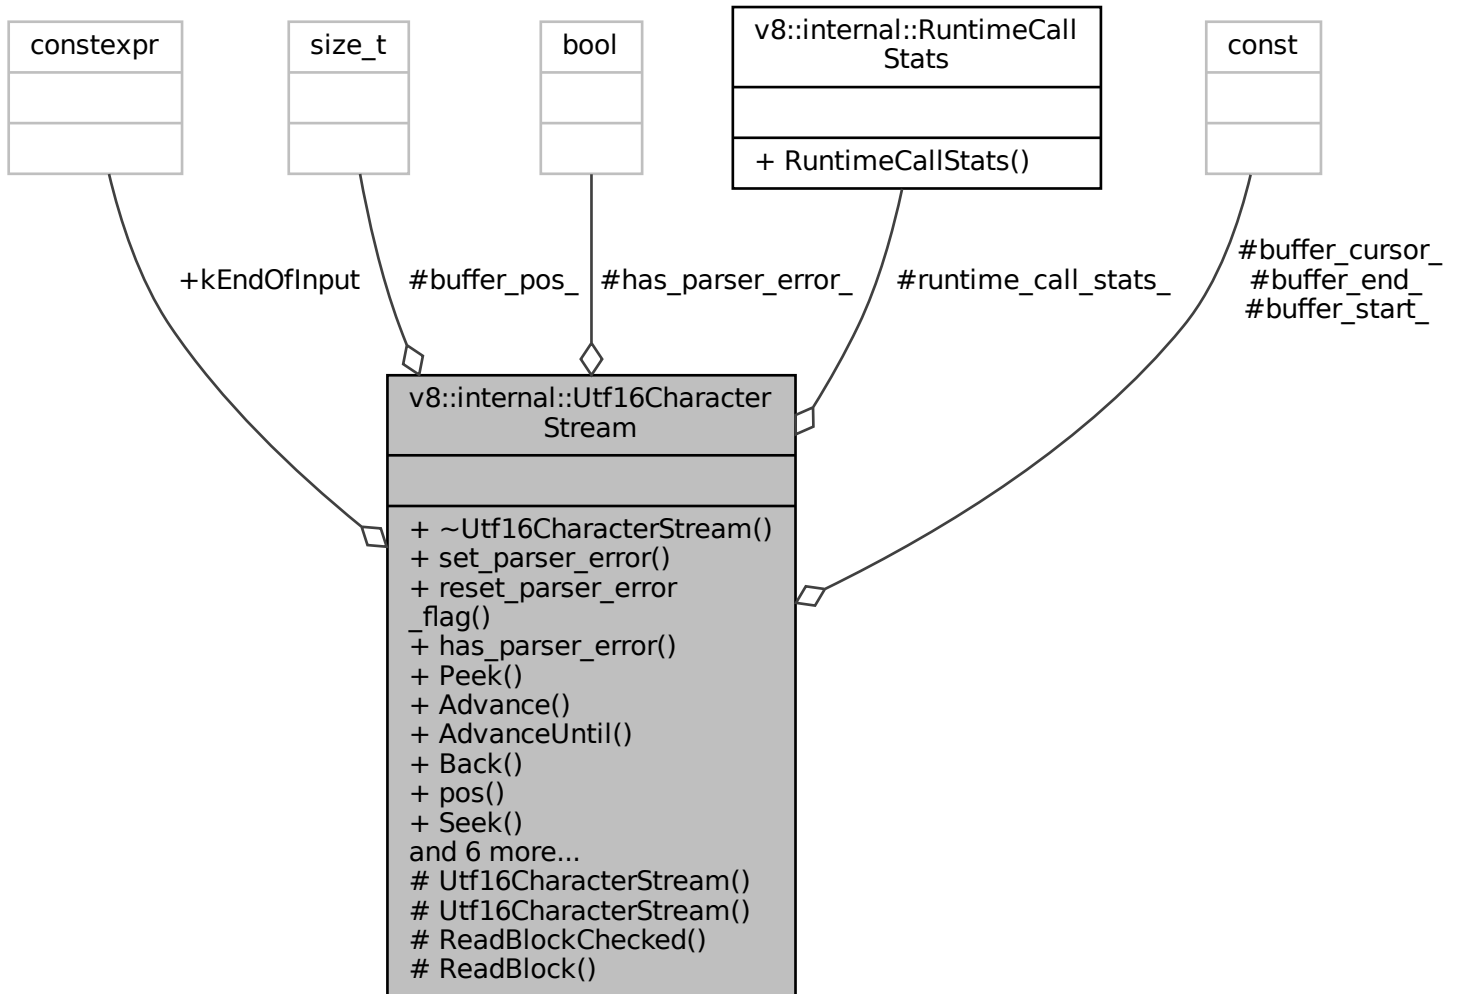 constexpr
size_t
bool
v8::internal::RuntimeCall
Stats
+ RuntimeCallStats()
const
+kEndOfInput
#buffer_pos_
#has_parser_error_
#runtime_call_stats_
#buffer_cursor_
#buffer_end_
#buffer_start_
v8::internal::Utf16Character
Stream
+ ~Utf16CharacterStream()
+ set_parser_error()
+ reset_parser_error
_flag()
+ has_parser_error()
+ Peek()
+ Advance()
+ AdvanceUntil()
+ Back()
+ pos()
+ Seek()
and 6 more...
# Utf16CharacterStream()
# Utf16CharacterStream()
# ReadBlockChecked()
# ReadBlock()